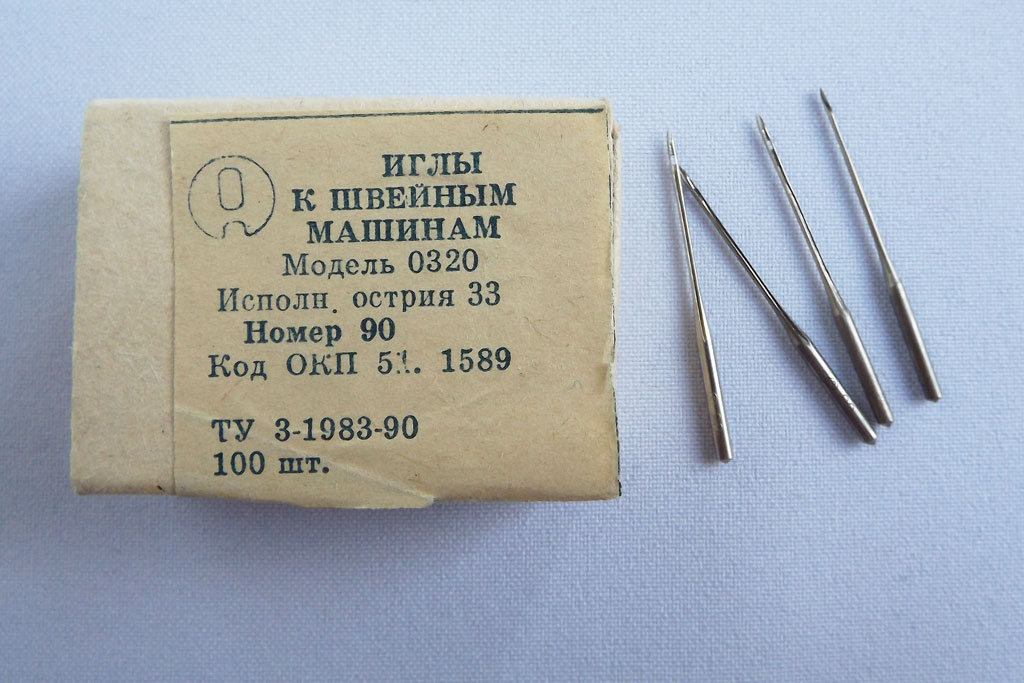 ИГЛЫ
К ШВЕЙНЫМ
МАШИНАМ
Модель 0320
Исполн. острия 33
Номер 90
Код ОКП 1589
ТУ 3-1983-90
100 шт.